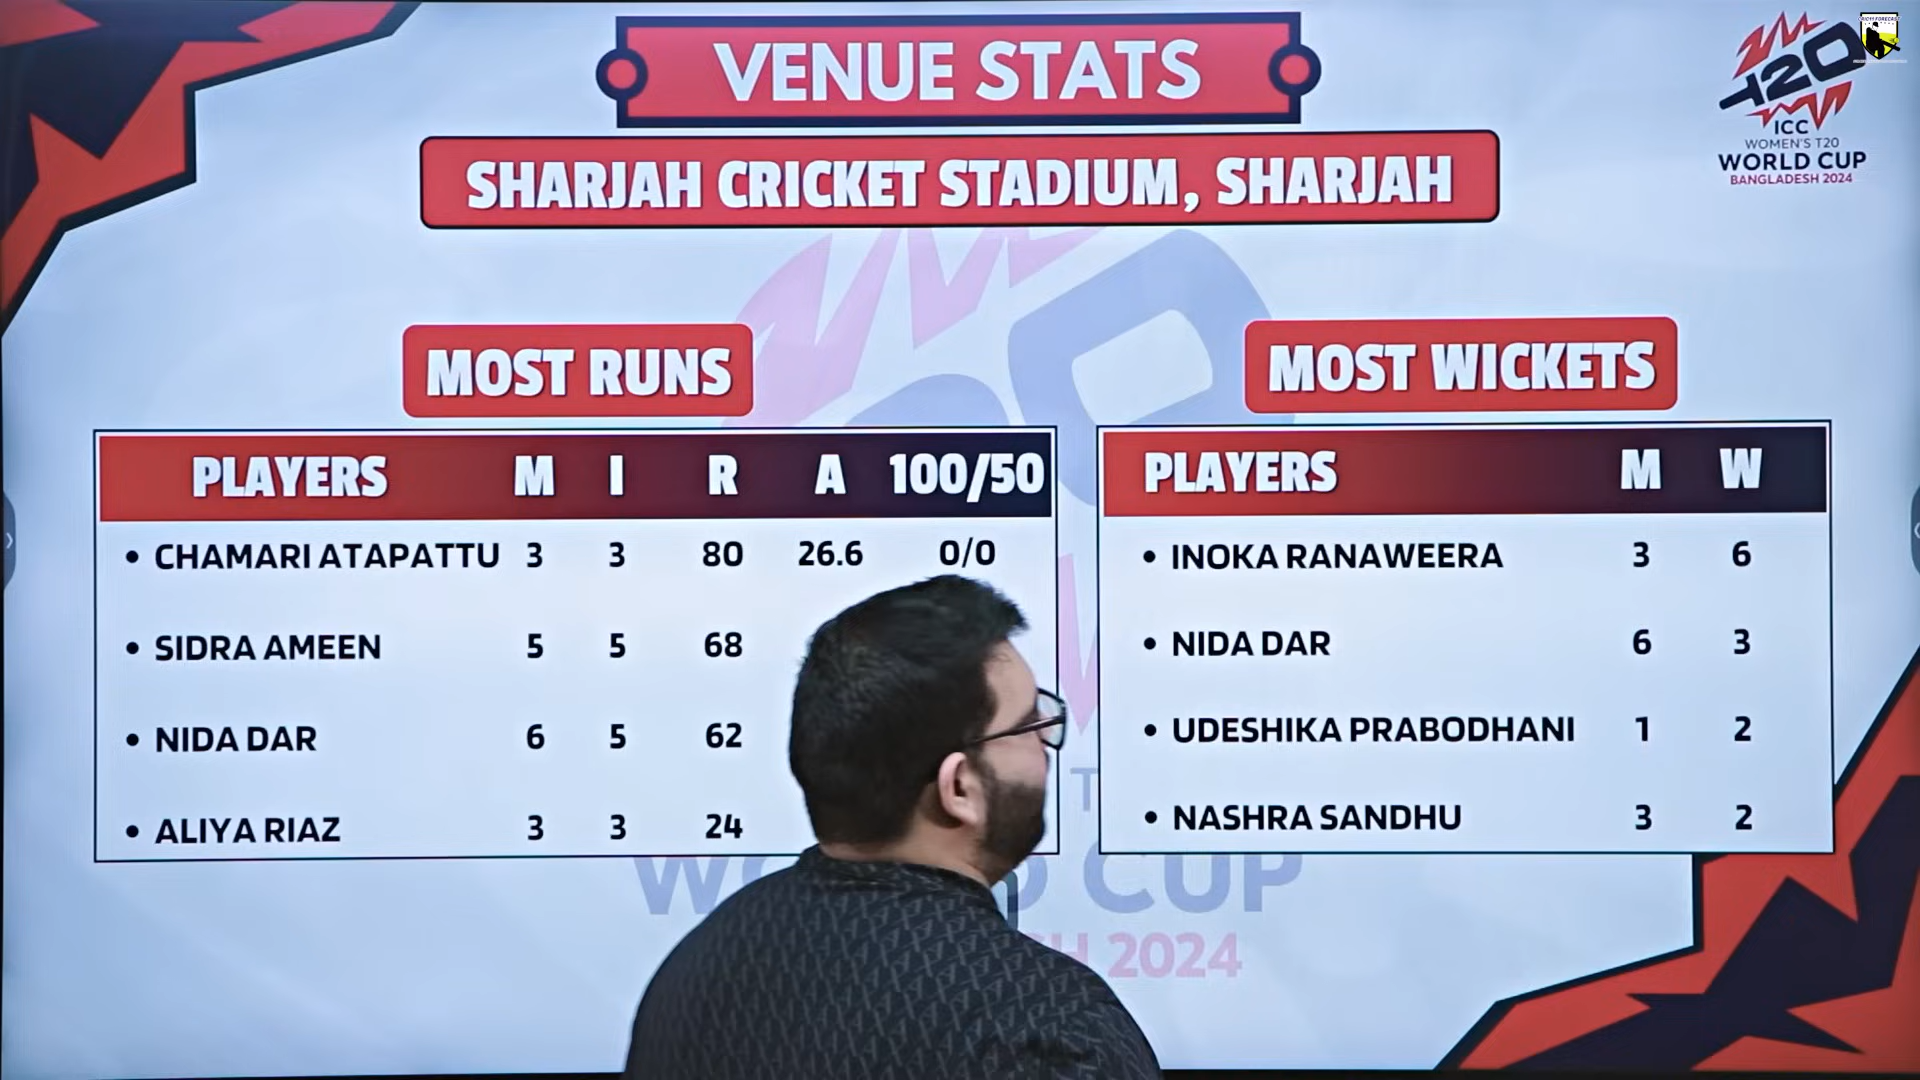 VENUE STATS
SHARJAH CRICKET STADIUM, SHARJAH
T20
ICC
WOMEN'S T20
WORLD CUP
BANGLADESH 2024
MOST RUNS
PLAYERS M I R A 100/50
• CHAMARI ATAPATTU 3 3 80 26.6 0/0
• SIDRA AMEEN 5 5 68
• NIDA DAR 6 5 62
• ALIYA RIAZ 3 3 24
MOST WICKETS
PLAYERS M W
• INOKA RANAWEERA 3 6
• NIDA DAR 6 3
• UDESHIKA PRABODHANI 1 2
• NASHRA SANDHU 3 2
CUP
2024